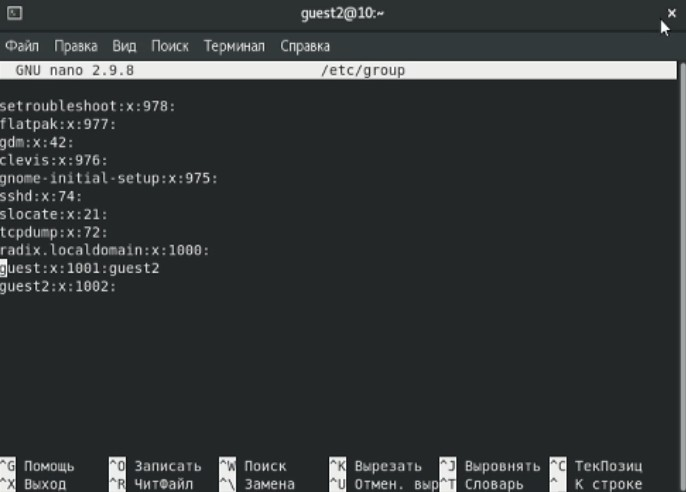 guest2@10:~
Файл Правка Вид Поиск Терминал Справка
GNU nano 2.9.8 /etc/group
setroubleshoot:x:978:
flatpak:x:977:
gdm:x:42:
clevis:x:976:
gnome-initial-setup:x:975:
sshd:x:74:
slocate:x:21:
tcpdump:x:72:
radix.localdomain:x:1000:
guest:x:1001:guest2
guest2:x:1002:
^G Помощь ^O Записать ^W Поиск ^K Вырезать ^J Выровнять ^C ТекПозиц
^X Выход ^R ЧитФайл ^\ Замена ^U Отмен. выр^T Словарь ^_ К строке